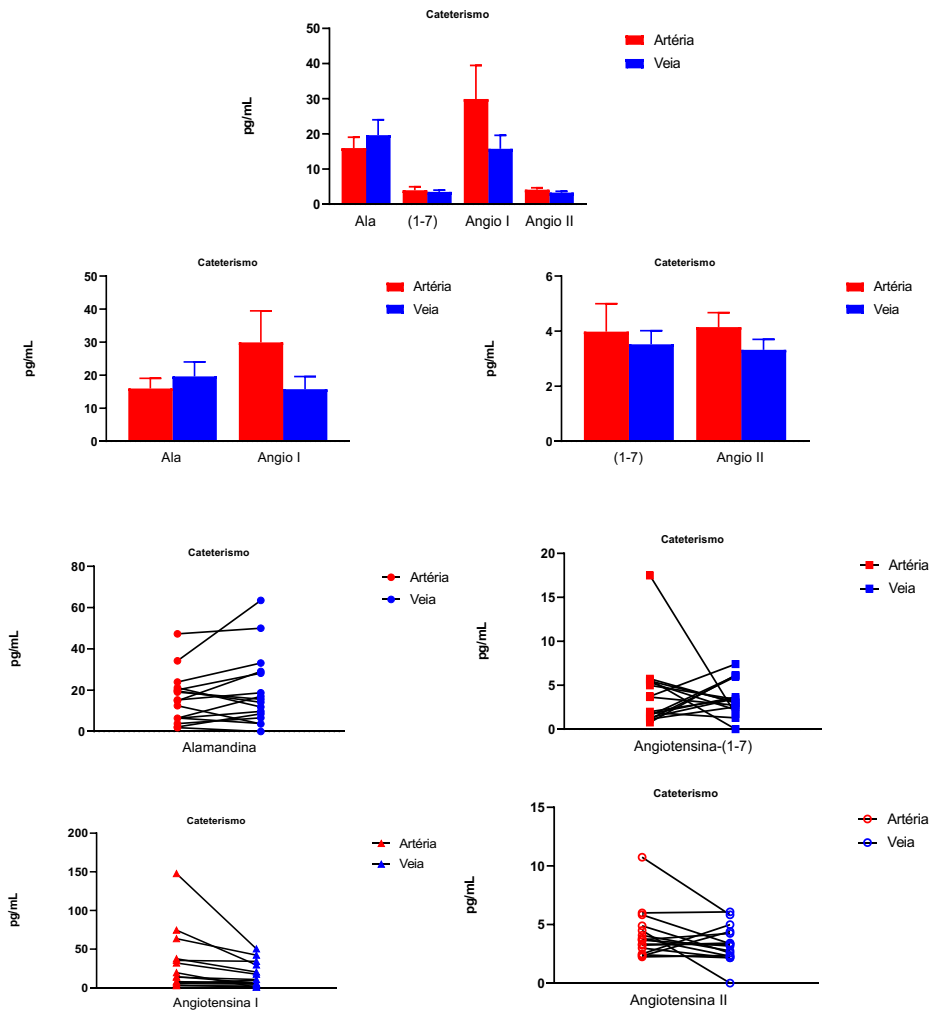 Cateterismo
50
40
30
20
10
0
pg/mL
Ala
(1-7)
Angio I
Angio II
Artéria
Veia
Cateterismo
50
40
30
20
10
0
pg/mL
Ala
Angio I
Artéria
Veia
Cateterismo
6
4
2
0
pg/mL
(1-7)
Angio II
Artéria
Veia
Cateterismo
80
60
40
20
0
pg/mL
Alamandina
Artéria
Veia
Cateterismo
20
15
10
5
0
pg/mL
Angiotensina-(1-7)
Artéria
Veia
Cateterismo
200
150
100
50
0
pg/mL
Angiotensina I
Artéria
Veia
Cateterismo
15
10
5
0
pg/mL
Angiotensina II
Artéria
Veia